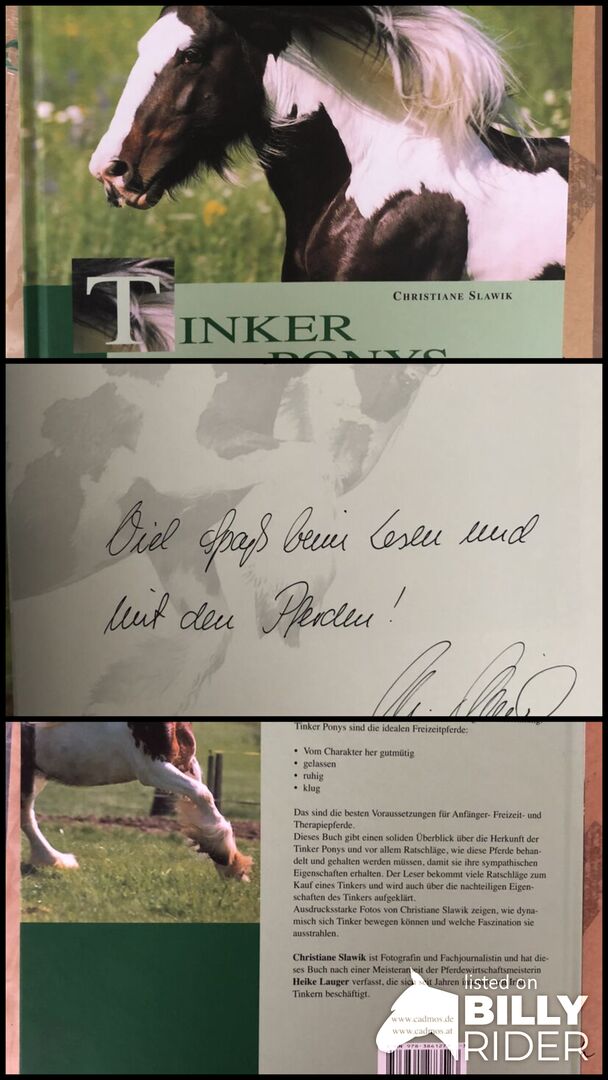 CHRISTIANE SLAWIK
TINKER
PONYS
Viel Spaß beim Lesen und
mit den Pferden!
Tinker Ponys sind die idealen Freizeitpferde:
• Vom Charakter her gutmütig
• gelassen
• ruhig
• klug
Das sind die besten Voraussetzungen für Anfänger- Freizeit- und
Therapiepferde.
Dieses Buch gibt einen soliden Überblick über die Herkunft der
Tinker Ponys und vor allem Ratschläge, wie diese Pferde behan-
delt und gehalten werden müssen, damit sie ihre sympathischen
Eigenschaften erhalten. Der Leser bekommt viele Ratschläge zum
Kauf eines Tinkers und wird auch über die nachteiligen Eigen-
schaften des Tinkers aufgeklärt.
Ausdrucksstarke Fotos von Christiane Slawik zeigen, wie dyna-
misch sich Tinker bewegen können und welche Faszination sie
ausstrahlen.
Christiane Slawik ist Fotografin und Fachjournalistin und hat die-
ses Buch nach einer Meisterarbeit der Pferdewirtschaftsmeisterin
Heike Lauger verfasst, die sich seit Jahren
Tinkern beschäftigt.
www.cadmos.de
www.cadmos.at
listed on
BILLY
RIDER